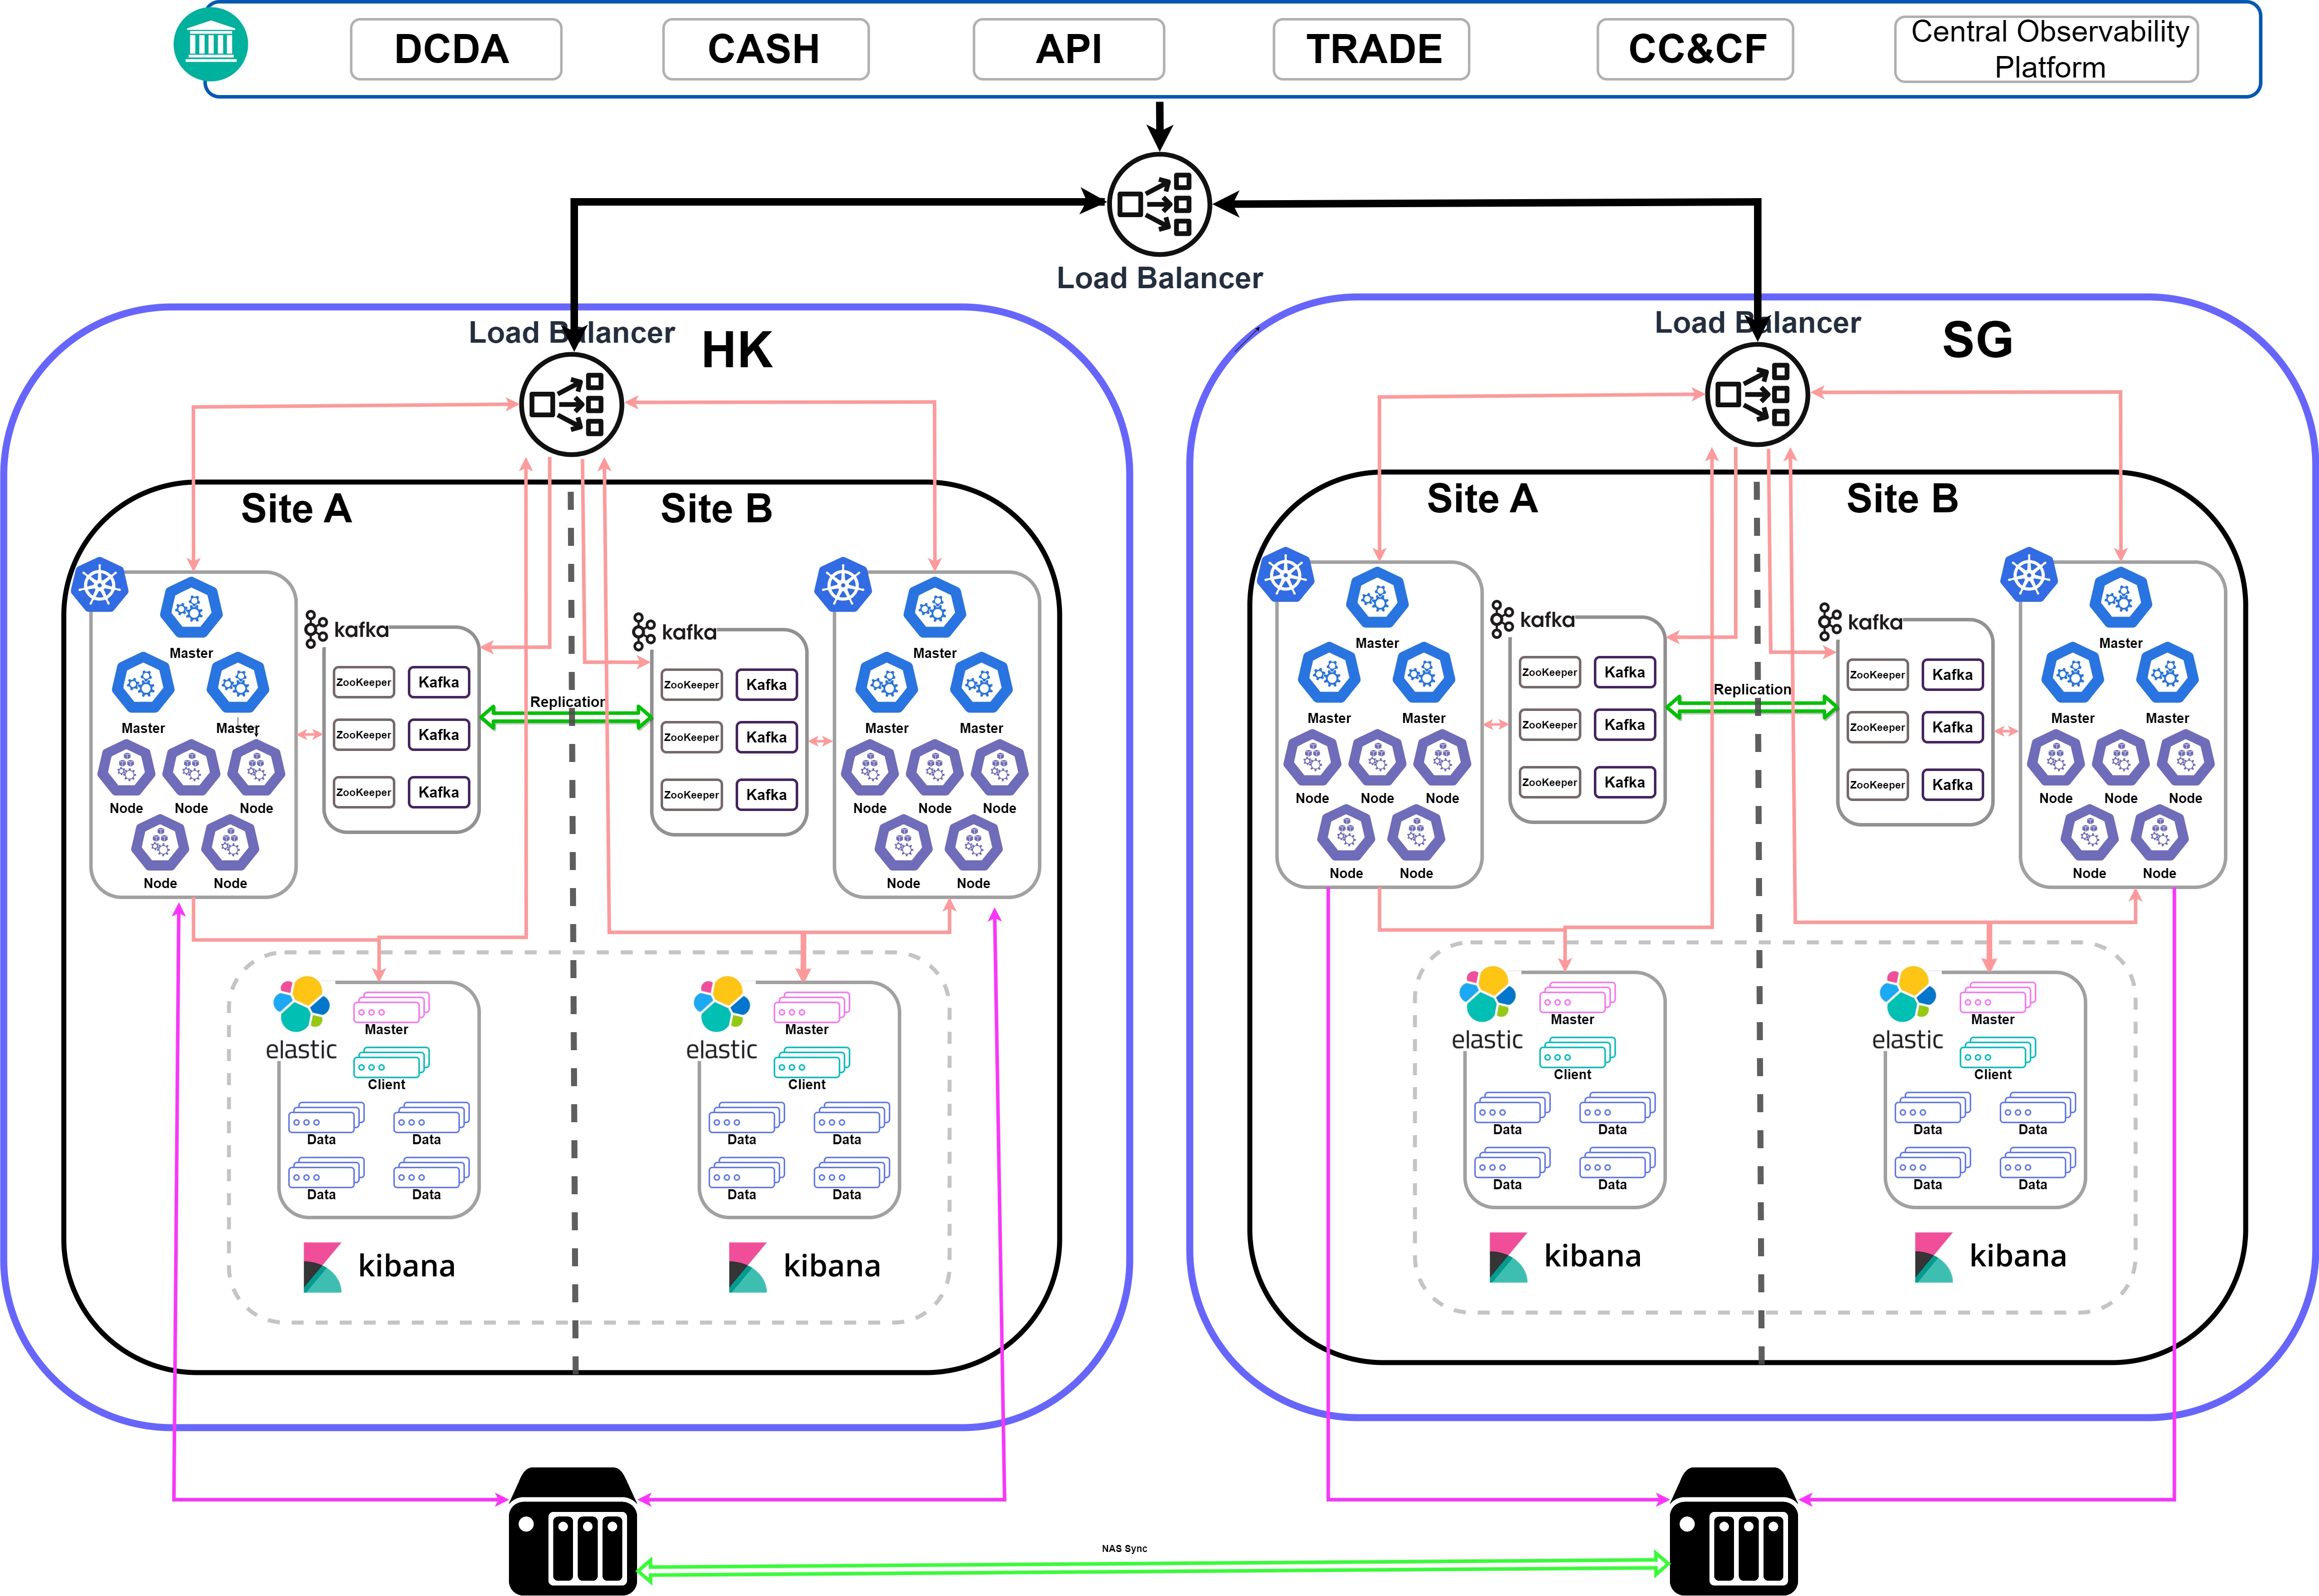 DCDA
CASH
API
TRADE
CC&CF
Central Observability
Platform
Load Balancer
Load Balancer
HK
Site A
Site B
Master
Master
Master
Node
Node
Node
Node
Node
kafka
ZooKeeper
Kafka
ZooKeeper
Kafka
ZooKeeper
Kafka
Replication
kafka
ZooKeeper
Kafka
ZooKeeper
Kafka
ZooKeeper
Kafka
Master
Master
Master
Node
Node
Node
Node
Node
elastic
Master
Client
Data
Data
Data
Data
kibana
elastic
Master
Client
Data
Data
Data
Data
kibana
Load Balancer
SG
Site A
Site B
Master
Master
Master
Node
Node
Node
Node
Node
kafka
ZooKeeper
Kafka
ZooKeeper
Kafka
ZooKeeper
Kafka
Replication
kafka
ZooKeeper
Kafka
ZooKeeper
Kafka
ZooKeeper
Kafka
Master
Master
Master
Node
Node
Node
Node
Node
elastic
Master
Client
Data
Data
Data
Data
kibana
elastic
Master
Client
Data
Data
Data
Data
kibana
NAS Sync